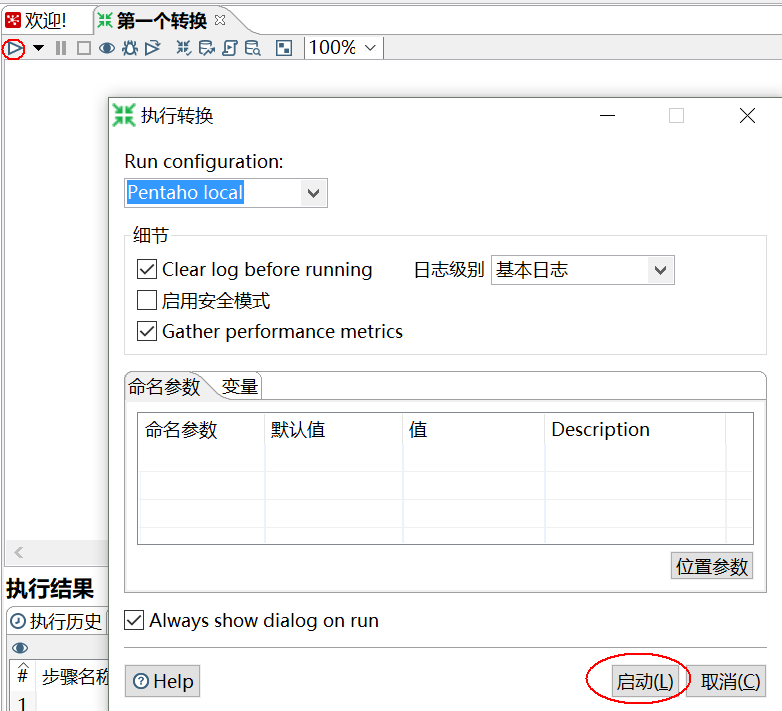 欢迎!
第一个转换
100%
执行转换
Run configuration:
Pentaho local
细节
Clear log before running
日志级别
基本日志
启用安全模式
Gather performance metrics
命名参数
变量
命名参数
默认值
值
Description
位置参数
Always show dialog on run
执行结果
执行历史
#
步骤名称
1
Help
启动(L)
取消(C)